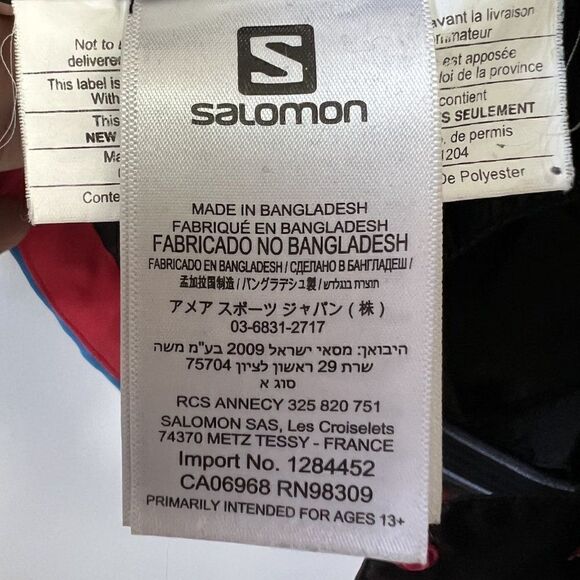 Not to
delivere
This label is
With
This
NEW
Ma
Conte
S
SALOMON
MADE IN BANGLADESH
FABRIQUÉ EN BANGLADESH
FABRICADO NO BANGLADESH
FABRICADO EN BANGLADESH / СДЕЛАНО В БАНГЛАДЕШ /
孟加拉国制造 / バングラデシュ製 / תוצרת בנגלדש
アメア スポーツ ジャパン ( 株 )
03-6831-2717
היבואן: מסאי ישראל 2009 בע"מ משה
שרת 29 ראשון לציון 75704
סוג א
RCS ANNECY 325 820 751
SALOMON SAS, Les Croiselets
74370 METZ TESSY - FRANCE
Import No. 1284452
CA06968 RN98309
PRIMARILY INTENDED FOR AGES 13+
avant la livraison
mateur
est apposée
loi de la province
contient
S SEULEMENT
de permis
1204
De Polyester